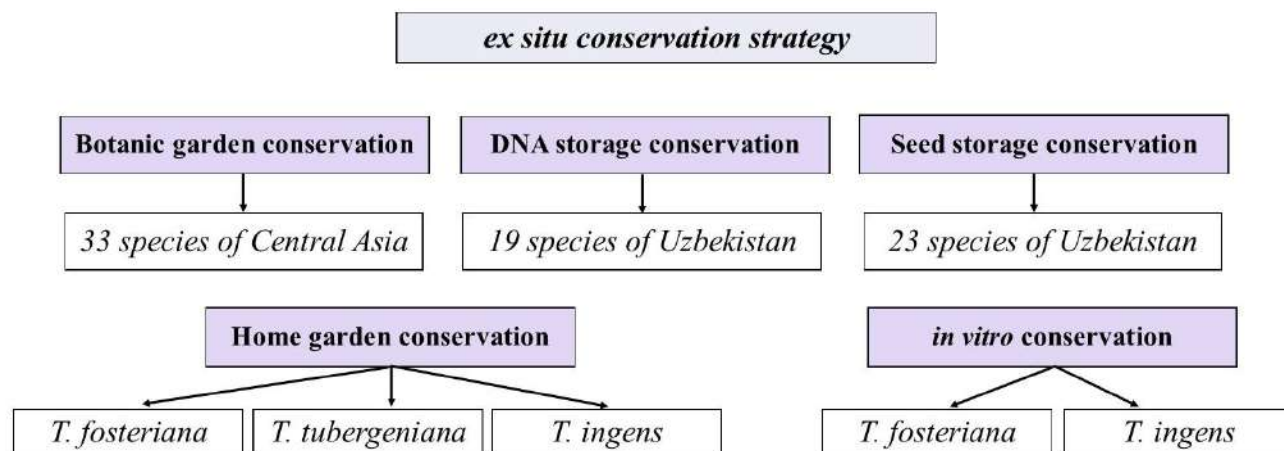 ex situ conservation strategy
Botanic garden conservation
DNA storage conservation
Seed storage conservation
33 species of Central Asia
19 species of Uzbekistan
23 species of Uzbekistan
Home garden conservation
in vitro conservation
T. fosteriana
T. tubergeniana
T. ingens
T. fosteriana
T. ingens